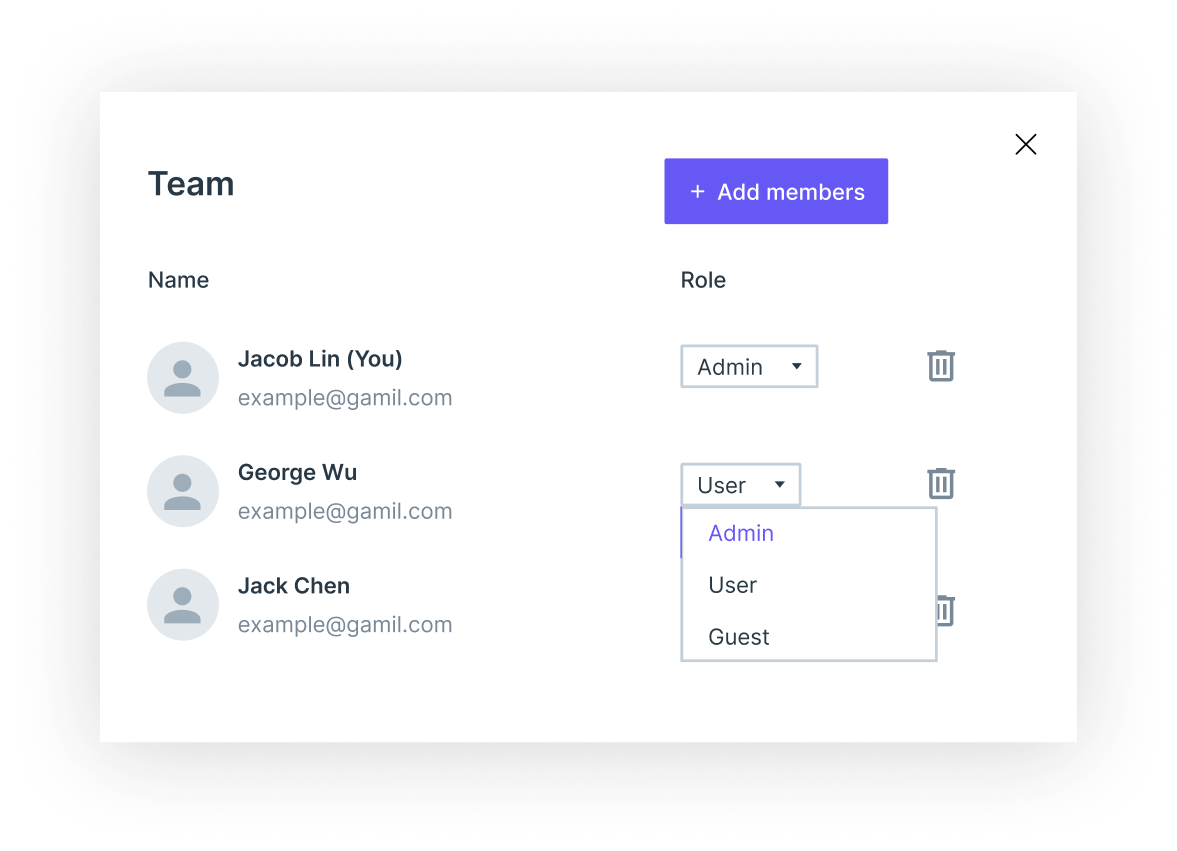 Team
+ Add members
Name
Role
Jacob Lin (You)
example@gamil.com
Admin
George Wu
example@gamil.com
User
Admin
User
Guest
Jack Chen
example@gamil.com